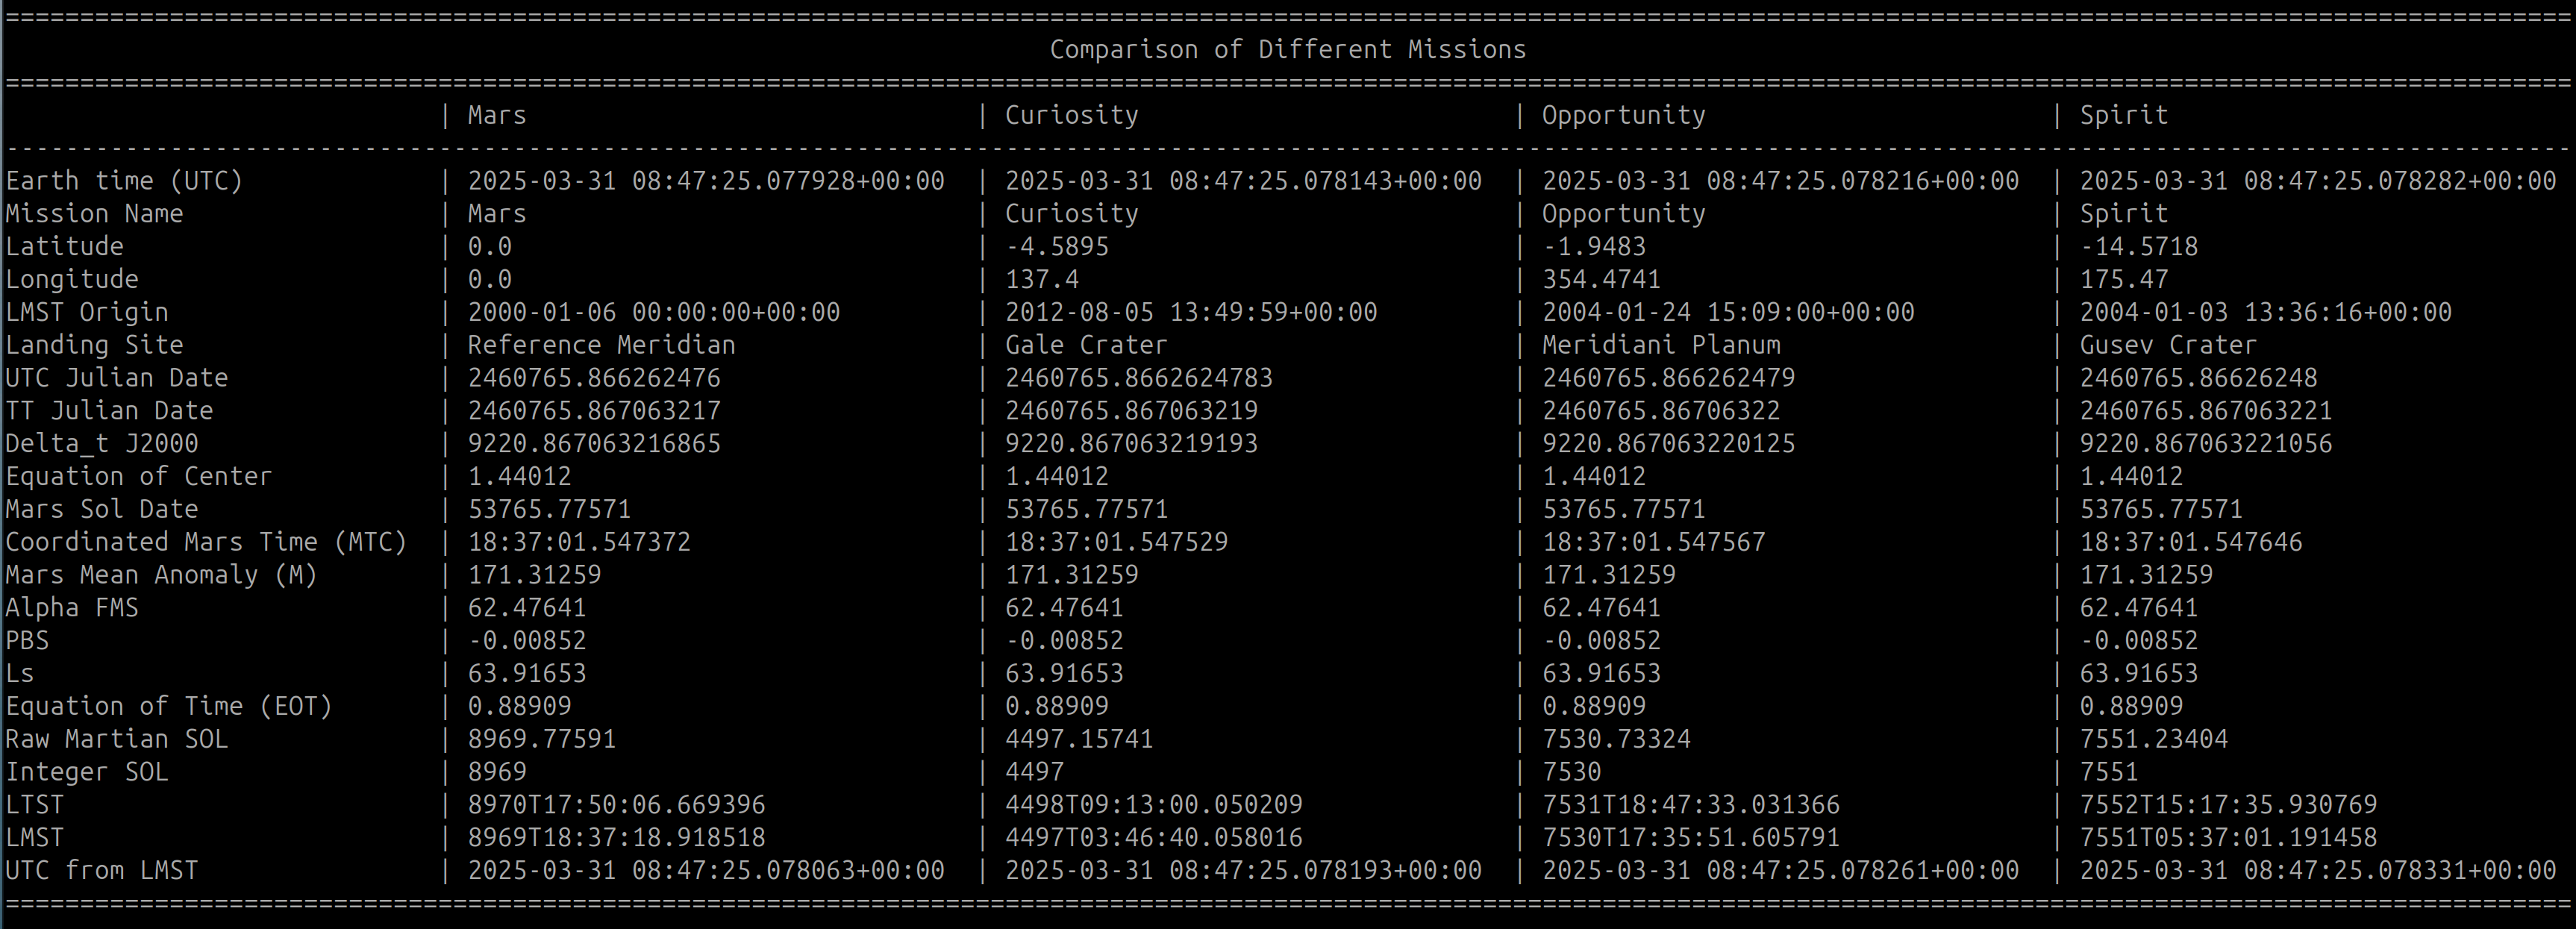 Comparison of Different Missions
| Mars | Curiosity | Opportunity | Spirit
Earth time (UTC) | 2025-03-31 08:47:25.077928+00:00 | 2025-03-31 08:47:25.078143+00:00 | 2025-03-31 08:47:25.078216+00:00 | 2025-03-31 08:47:25.078282+00:00
Mission Name | Mars | Curiosity | Opportunity | Spirit
Latitude | 0.0 | -4.5895 | -1.9483 | -14.5718
Longitude | 0.0 | 137.4 | 354.4741 | 175.47
LMST Origin | 2000-01-06 00:00:00+00:00 | 2012-08-05 13:49:59+00:00 | 2004-01-24 15:09:00+00:00 | 2004-01-03 13:36:16+00:00
Landing Site | Reference Meridian | Gale Crater | Meridiani Planum | Gusev Crater
UTC Julian Date | 2460765.866262476 | 2460765.8662624783 | 2460765.866262479 | 2460765.86626248
TT Julian Date | 2460765.867063217 | 2460765.867063219 | 2460765.86706322 | 2460765.867063221
Delta_t J2000 | 9220.867063216865 | 9220.867063219193 | 9220.867063220125 | 9220.867063221056
Equation of Center | 1.44012 | 1.44012 | 1.44012 | 1.44012
Mars Sol Date | 53765.77571 | 53765.77571 | 53765.77571 | 53765.77571
Coordinated Mars Time (MTC) | 18:37:01.547372 | 18:37:01.547529 | 18:37:01.547567 | 18:37:01.547646
Mars Mean Anomaly (M) | 171.31259 | 171.31259 | 171.31259 | 171.31259
Alpha FMS | 62.47641 | 62.47641 | 62.47641 | 62.47641
PBS | -0.00852 | -0.00852 | -0.00852 | -0.00852
Ls | 63.91653 | 63.91653 | 63.91653 | 63.91653
Equation of Time (EOT) | 0.88909 | 0.88909 | 0.88909 | 0.88909
Raw Martian SOL | 8969.77591 | 4497.15741 | 7530.73324 | 7551.23404
Integer SOL | 8969 | 4497 | 7530 | 7551
LTST | 8970T17:50:06.669396 | 4498T09:13:00.050209 | 7531T18:47:33.031366 | 7552T15:17:35.930769
LMST | 8969T18:37:18.918518 | 4497T03:46:40.058016 | 7530T17:35:51.605791 | 7551T05:37:01.191458
UTC from LMST | 2025-03-31 08:47:25.078063+00:00 | 2025-03-31 08:47:25.078193+00:00 | 2025-03-31 08:47:25.078261+00:00 | 2025-03-31 08:47:25.078331+00:00